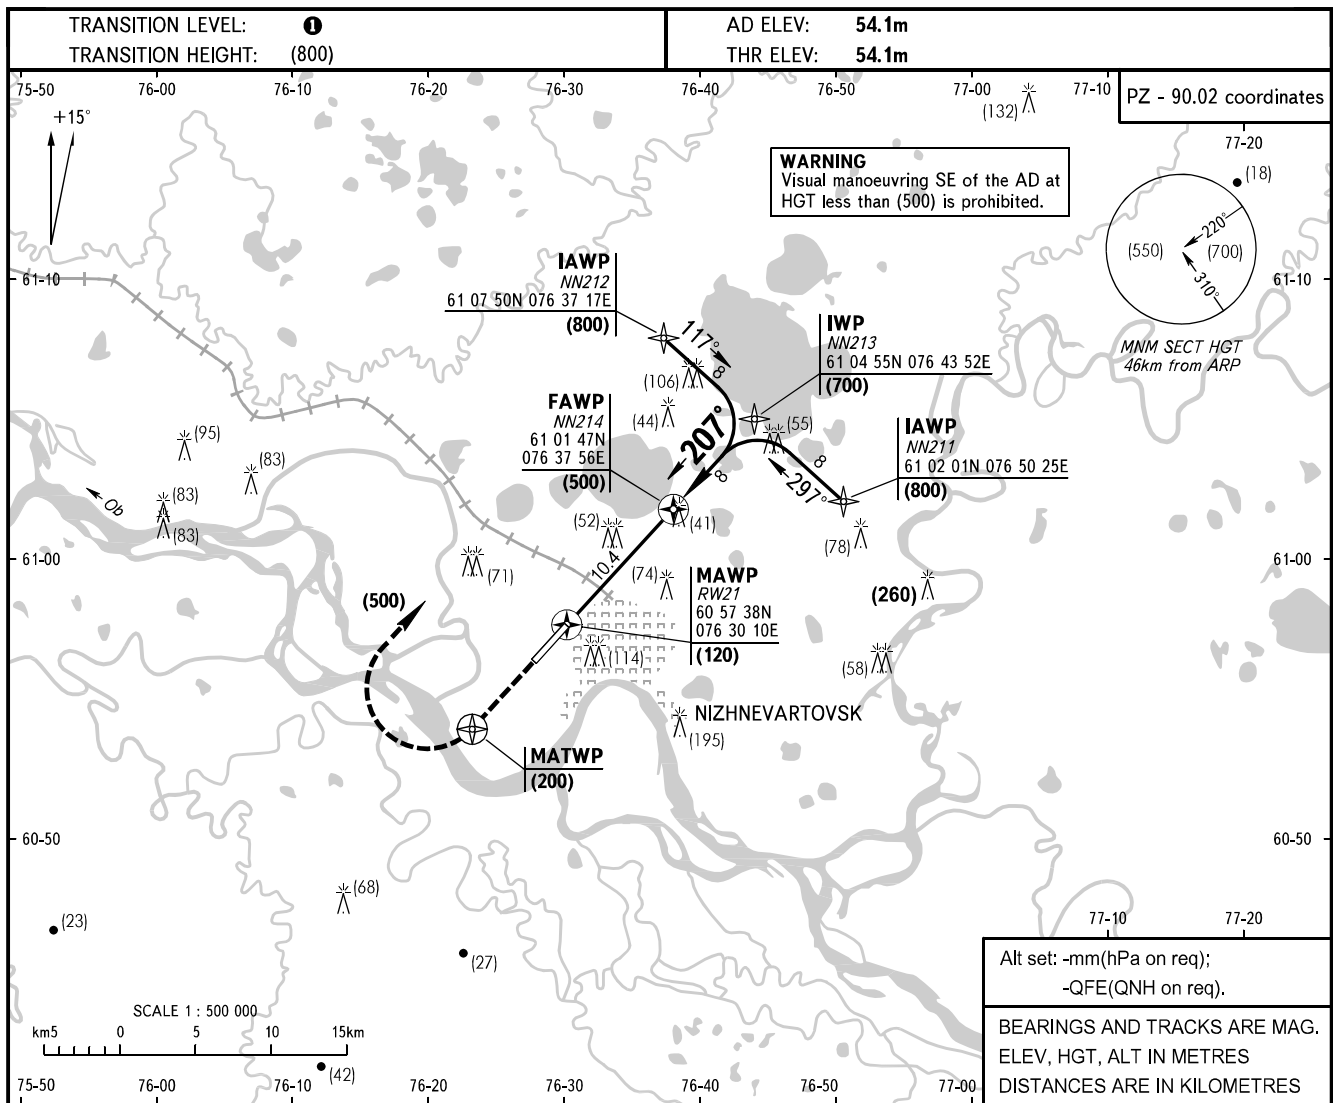 TRANSITION LEVEL: ❶
TRANSITION HEIGHT: (800)
AD ELEV: 54.1m
THR ELEV: 54.1m
75-50 76-00 76-10 76-20 76-30 76-40 76-50 77-00 77-10
PZ - 90.02 coordinates
+15°
(132)
77-20
WARNING
Visual manoeuvring SE of the AD at
HGT less than (500) is prohibited.
(18)
220°
(550) (700)
310°
MNM SECT HGT
46km from ARP
61-10 61-10
IAWP
NN212
61 07 50N 076 37 17E
(800)
117°
8
IWP
NN213
61 04 55N 076 43 52E
(700)
(106)
(44)
(55)
FAWP
NN214
61 01 47N
076 37 56E
(500)
207°
8
IAWP
NN211
61 02 01N 076 50 25E
(800)
8
297°
(95)
(83)
Ob
(83)
(83)
(52)
(41)
(78)
61-00 61-00
(71)
10.4
(74)
MAWP
RW21
60 57 38N
076 30 10E
(120)
(260)
(500)
(114)
(58)
NIZHNEVARTOVSK
(195)
MATWP
(200)
60-50 60-50
(68)
(23)
(27)
77-10 77-20
Alt set: -mm(hPa on req);
-QFE(QNH on req).
SCALE 1 : 500 000
km5 0 5 10 15km
(42)
BEARINGS AND TRACKS ARE MAG.
ELEV, HGT, ALT IN METRES
DISTANCES ARE IN KILOMETRES
75-50 76-00 76-10 76-20 76-30 76-40 76-50 77-00